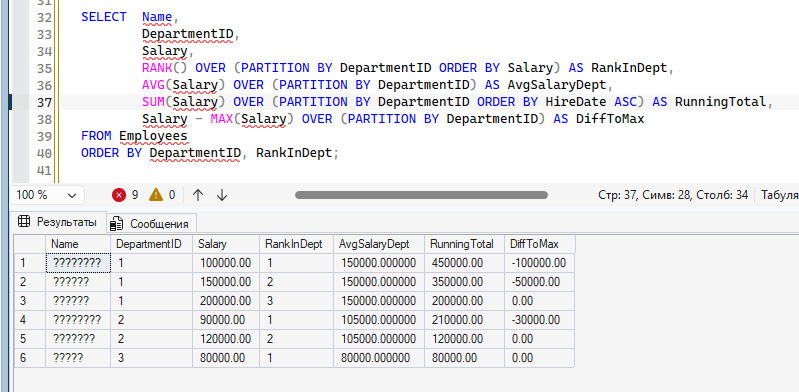 31
32 SELECT Name,
33 DepartmentID,
34 Salary,
35 RANK() OVER (PARTITION BY DepartmentID ORDER BY Salary) AS RankInDept,
36 AVG(Salary) OVER (PARTITION BY DepartmentID) AS AvgSalaryDept,
37 SUM(Salary) OVER (PARTITION BY DepartmentID ORDER BY HireDate ASC) AS RunningTotal,
38 Salary - MAX(Salary) OVER (PARTITION BY DepartmentID) AS DiffToMax
39 FROM Employees
40 ORDER BY DepartmentID, RankInDept;
41
100 % 9 0 Стр: 37, Симв: 28, Столб: 34 Табуля
Результаты Сообщения
Name DepartmentID Salary RankInDept AvgSalaryDept RunningTotal DiffToMax
1 ???????? 1 100000.00 1 150000.000000 450000.00 -100000.00
2 ?????? 1 150000.00 2 150000.000000 350000.00 -50000.00
3 ?????? 1 200000.00 3 150000.000000 200000.00 0.00
4 ???????? 2 90000.00 1 105000.000000 210000.00 -30000.00
5 ??????? 2 120000.00 2 105000.000000 120000.00 0.00
6 ????? 3 80000.00 1 80000.000000 80000.00 0.00